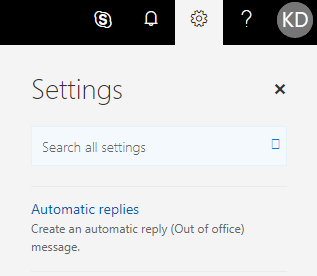 KD
Settings
Search all settings
Automatic replies
Create an automatic reply (Out of office)
message.